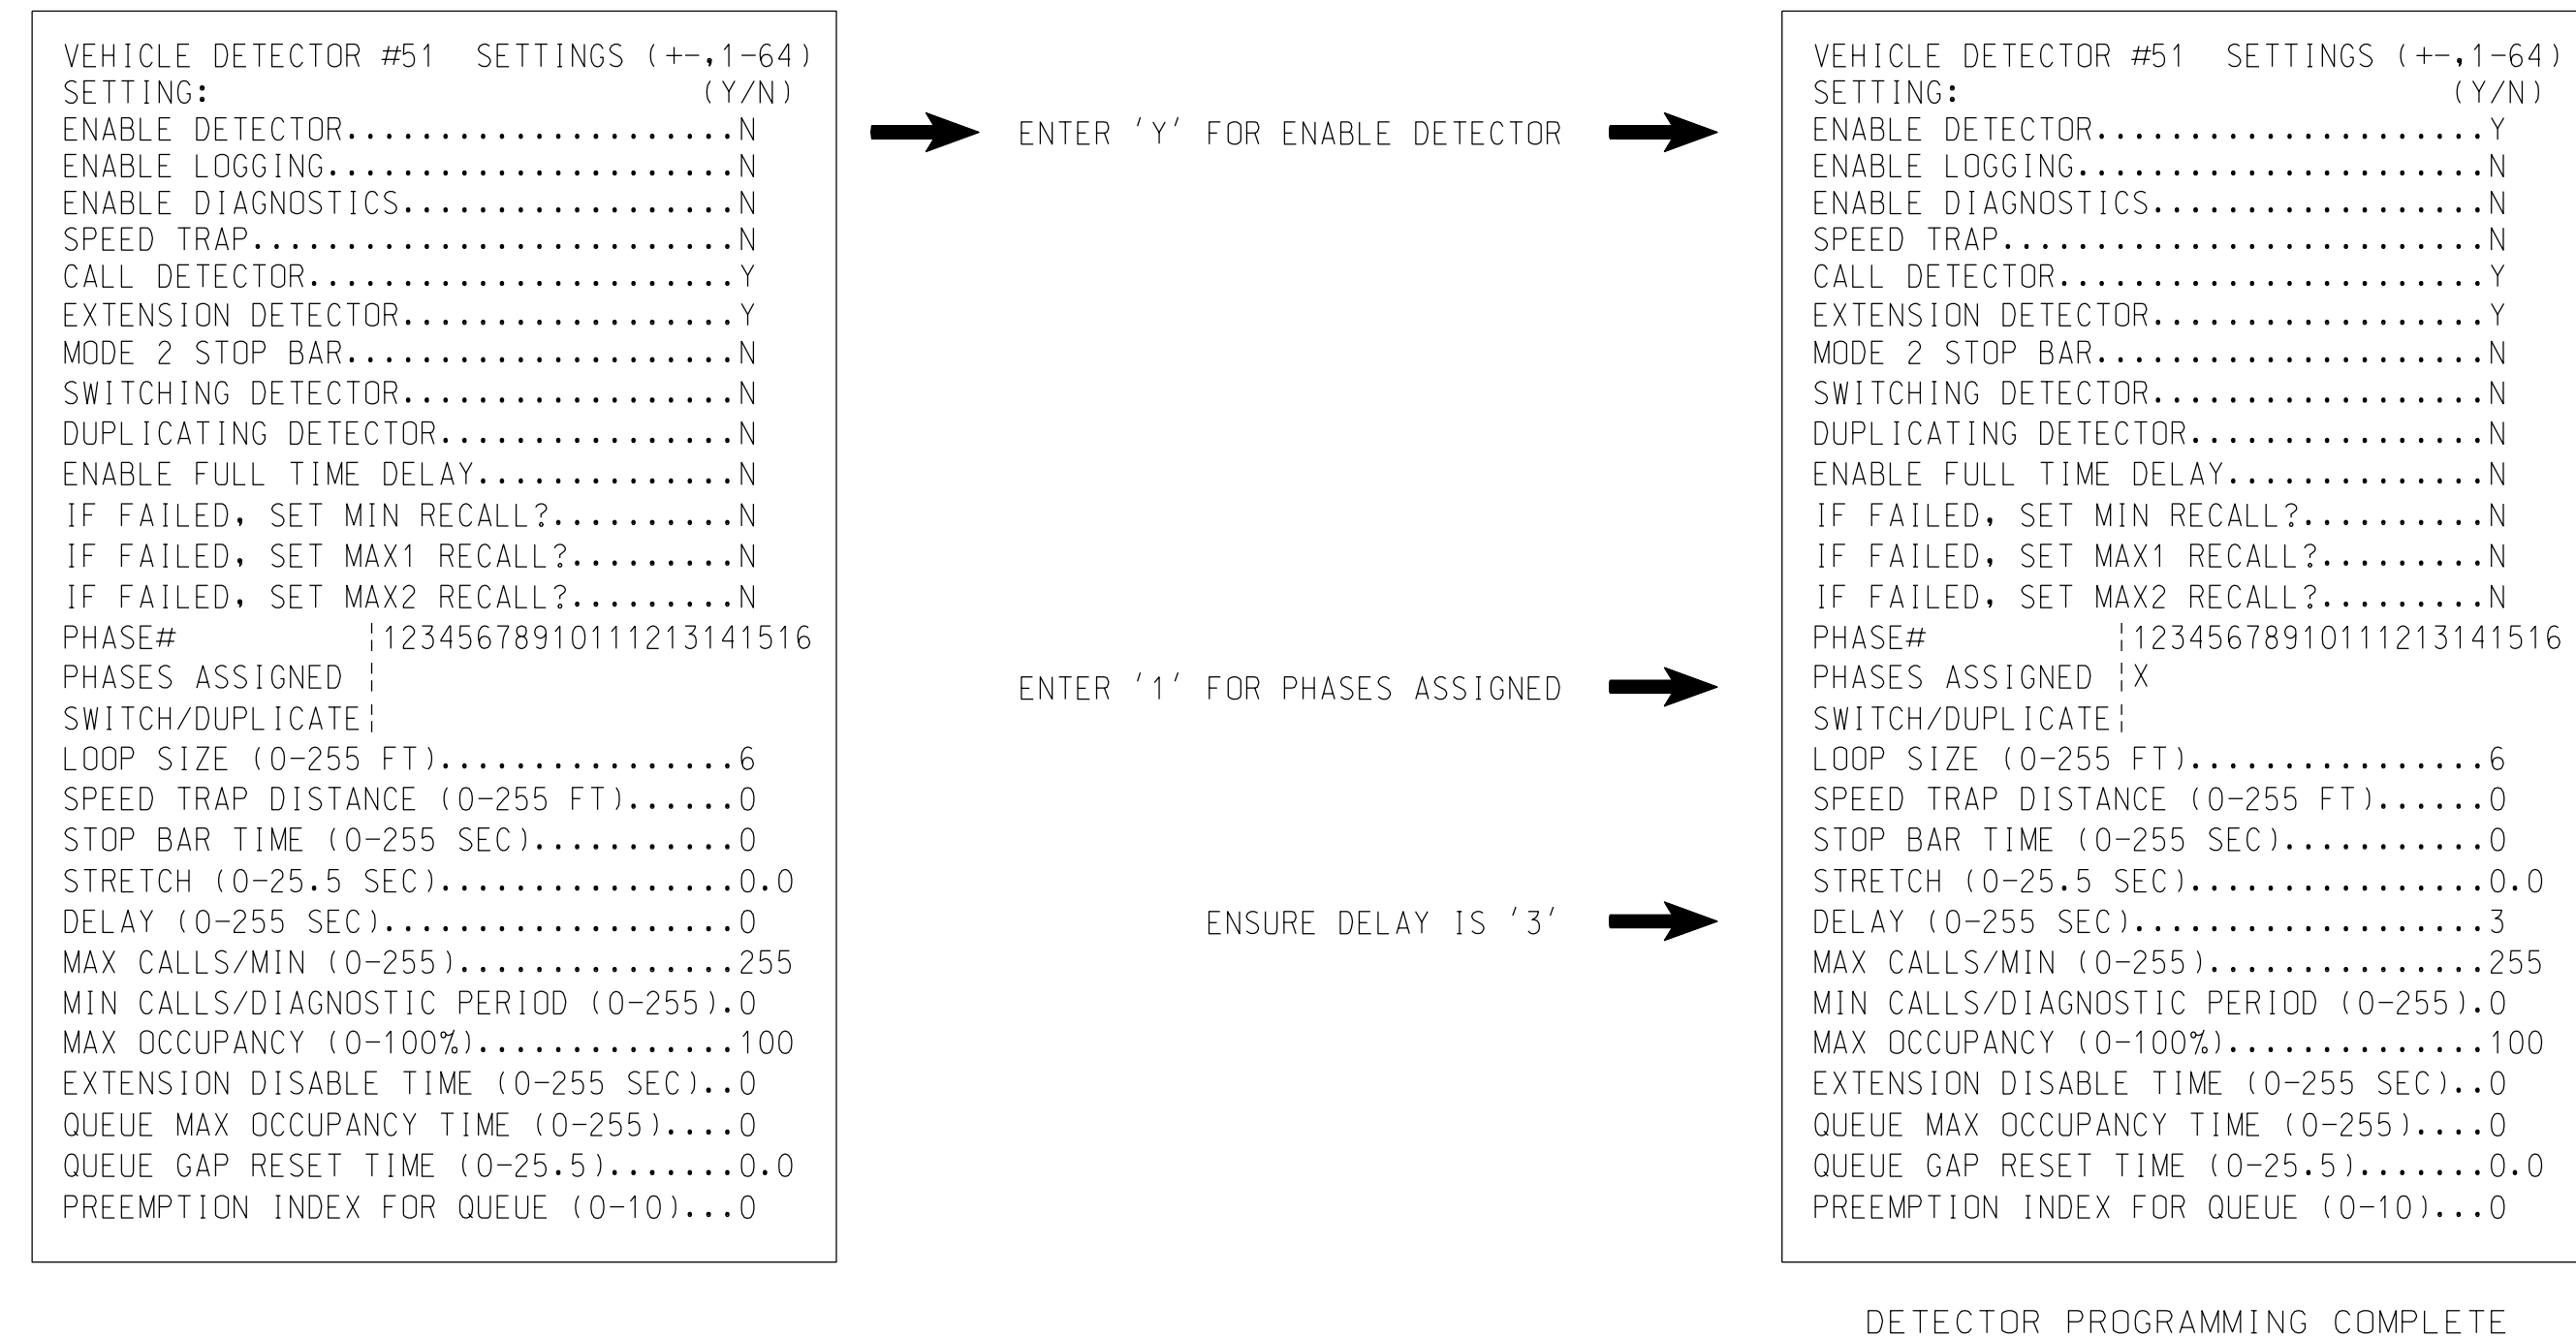 VEHICLE DETECTOR #51 SETTINGS (+-,1-64)
SETTING: (Y/N)
ENABLE DETECTOR.....................N
ENABLE LOGGING......................N
ENABLE DIAGNOSTICS..................N
SPEED TRAP..........................N
CALL DETECTOR.......................Y
EXTENSION DETECTOR..................Y
MODE 2 STOP BAR.....................N
SWITCHING DETECTOR..................N
DUPLICATING DETECTOR................N
ENABLE FULL TIME DELAY..............N
IF FAILED, SET MIN RECALL?..........N
IF FAILED, SET MAX1 RECALL?.........N
IF FAILED, SET MAX2 RECALL?.........N
PHASE# |12345678910111213141516
PHASES ASSIGNED |
SWITCH/DUPLICATE|
LOOP SIZE (0-255 FT)................6
SPEED TRAP DISTANCE (0-255 FT)......0
STOP BAR TIME (0-255 SEC)...........0
STRETCH (0-25.5 SEC)................0.0
DELAY (0-255 SEC)...................0
MAX CALLS/MIN (0-255)...............255
MIN CALLS/DIAGNOSTIC PERIOD (0-255).0
MAX OCCUPANCY (0-100%)..............100
EXTENSION DISABLE TIME (0-255 SEC)..0
QUEUE MAX OCCUPANCY TIME (0-255)....0
QUEUE GAP RESET TIME (0-25.5).......0.0
PREEMPTION INDEX FOR QUEUE (0-10)...0
ENTER 'Y' FOR ENABLE DETECTOR
ENTER '1' FOR PHASES ASSIGNED
ENSURE DELAY IS '3'
VEHICLE DETECTOR #51 SETTINGS (+-,1-64)
SETTING: (Y/N)
ENABLE DETECTOR.....................Y
ENABLE LOGGING......................N
ENABLE DIAGNOSTICS..................N
SPEED TRAP..........................N
CALL DETECTOR.......................Y
EXTENSION DETECTOR..................Y
MODE 2 STOP BAR.....................N
SWITCHING DETECTOR..................N
DUPLICATING DETECTOR................N
ENABLE FULL TIME DELAY..............N
IF FAILED, SET MIN RECALL?..........N
IF FAILED, SET MAX1 RECALL?.........N
IF FAILED, SET MAX2 RECALL?.........N
PHASE# |12345678910111213141516
PHASES ASSIGNED |X
SWITCH/DUPLICATE|
LOOP SIZE (0-255 FT)................6
SPEED TRAP DISTANCE (0-255 FT)......0
STOP BAR TIME (0-255 SEC)...........0
STRETCH (0-25.5 SEC)................0.0
DELAY (0-255 SEC)...................3
MAX CALLS/MIN (0-255)...............255
MIN CALLS/DIAGNOSTIC PERIOD (0-255).0
MAX OCCUPANCY (0-100%)..............100
EXTENSION DISABLE TIME (0-255 SEC)..0
QUEUE MAX OCCUPANCY TIME (0-255)....0
QUEUE GAP RESET TIME (0-25.5).......0.0
PREEMPTION INDEX FOR QUEUE (0-10)...0
DETECTOR PROGRAMMING COMPLETE